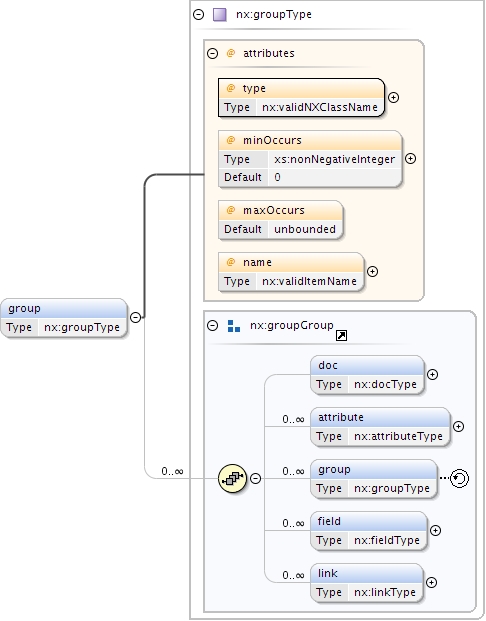 nx:groupType
@ attributes
@ type
Type nx:validNXClassName
@ minOccurs
Type xs:nonNegativeInteger
Default 0
@ maxOccurs
Default unbounded
@ name
Type nx:validItemName
group
Type nx:groupType
nx:groupGroup
doc
Type nx:docType
0..∞ attribute
Type nx:attributeType
0..∞
0..∞ group
Type nx:groupType
0..∞ field
Type nx:fieldType
0..∞ link
Type nx:linkType